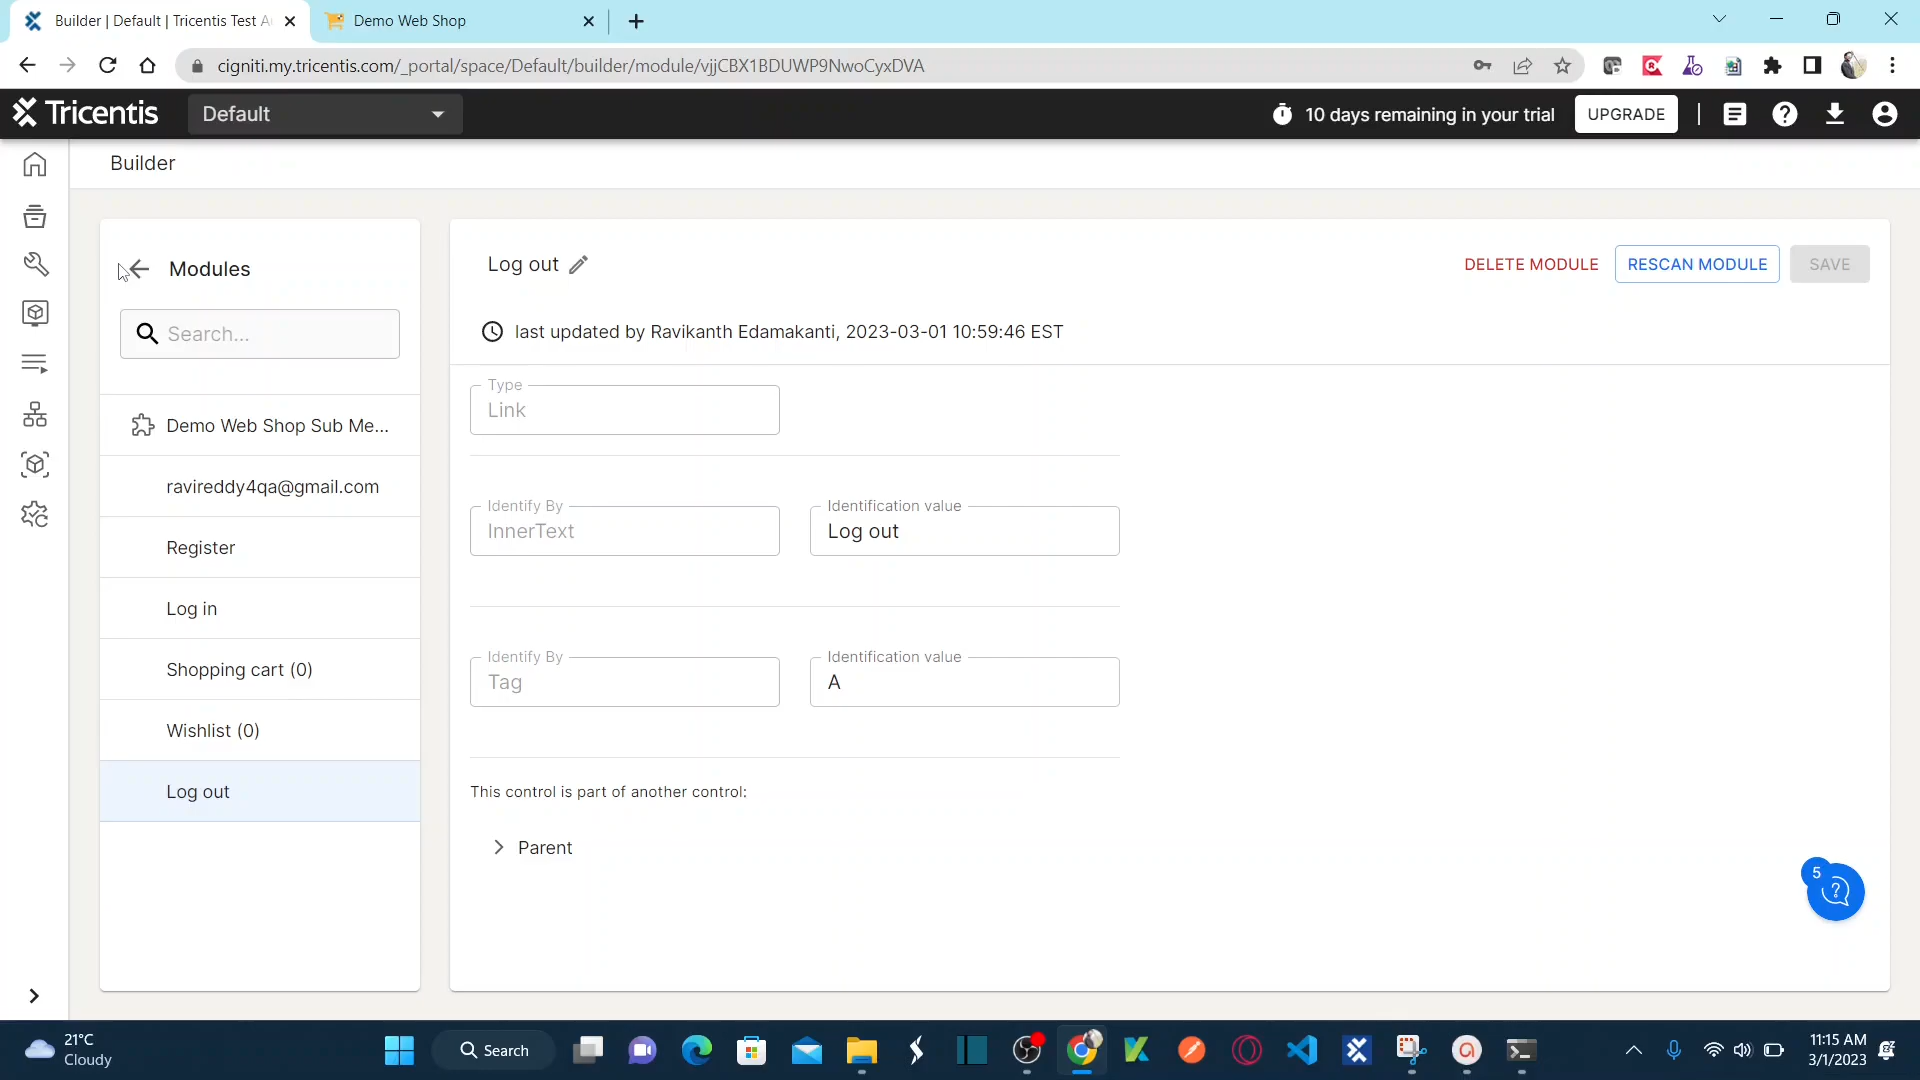 Builder | Default | Tricentis Test A
Demo Web Shop
cigniti.my.tricentis.com/_portal/space/Default/builder/module/vjjCBX1BDUWP9NwoCyxDVA
Tricentis
Default
10 days remaining in your trial
UPGRADE
Builder
Modules
Search...
Demo Web Shop Sub Me...
ravireddy4qa@gmail.com
Register
Log in
Shopping cart (0)
Wishlist (0)
Log out
Log out
DELETE MODULE
RESCAN MODULE
SAVE
last updated by Ravikanth Edamakanti, 2023-03-01 10:59:46 EST
Type
Link
Identify By
InnerText
Identification value
Log out
Identify By
Tag
Identification value
A
This control is part of another control:
Parent
5
21°C
Cloudy
Search
11:15 AM
3/1/2023